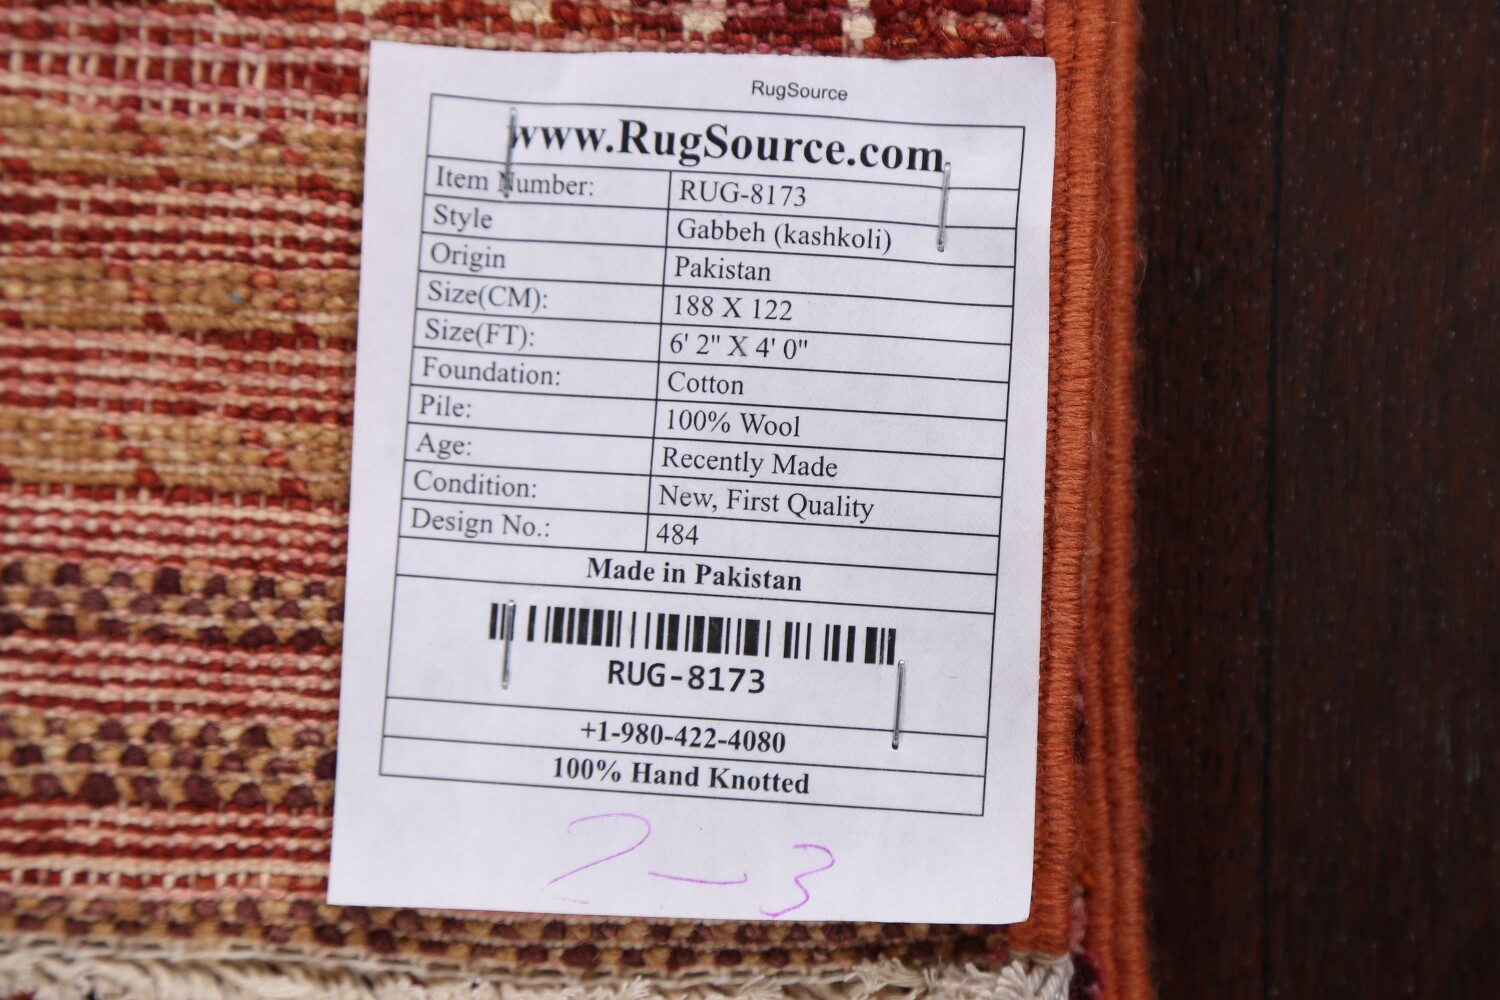 RugSource
www.RugSource.com
Item Number: RUG-8173
Style Gabbeh (kashkoli)
Origin Pakistan
Size(CM): 188 X 122
Size(FT): 6' 2" X 4' 0"
Foundation: Cotton
Pile: 100% Wool
Age: Recently Made
Condition: New, First Quality
Design No.: 484
Made in Pakistan
RUG-8173
+1-980-422-4080
100% Hand Knotted
2-3